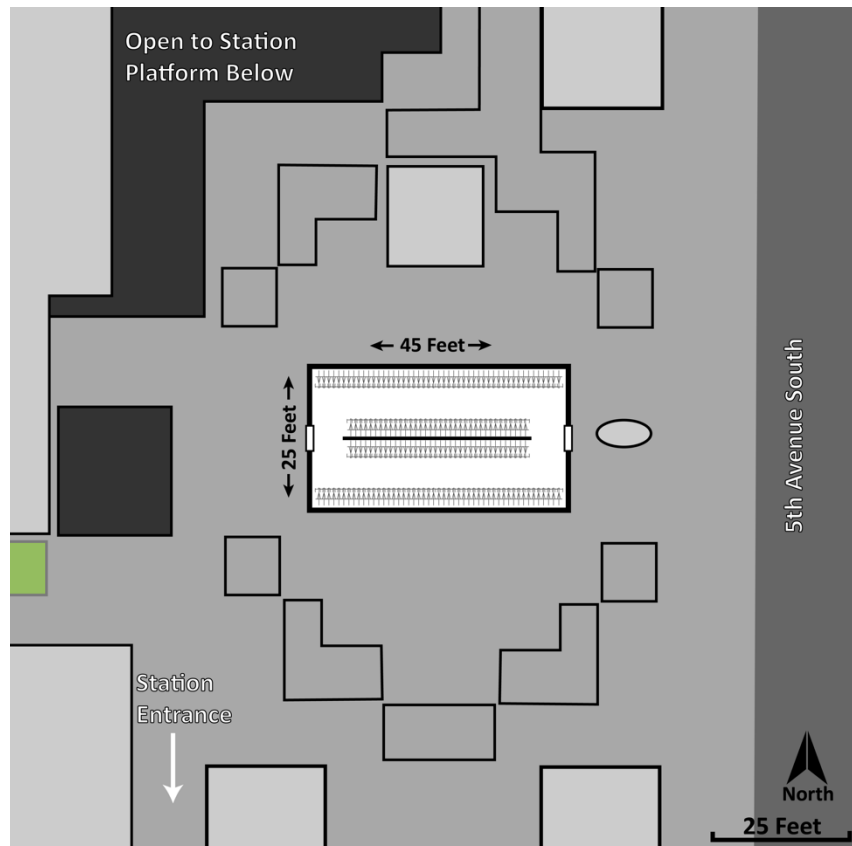 Open to Station
Platform Below
45 Feet
25 Feet
5th Avenue South
Station
Entrance
North
25 Feet